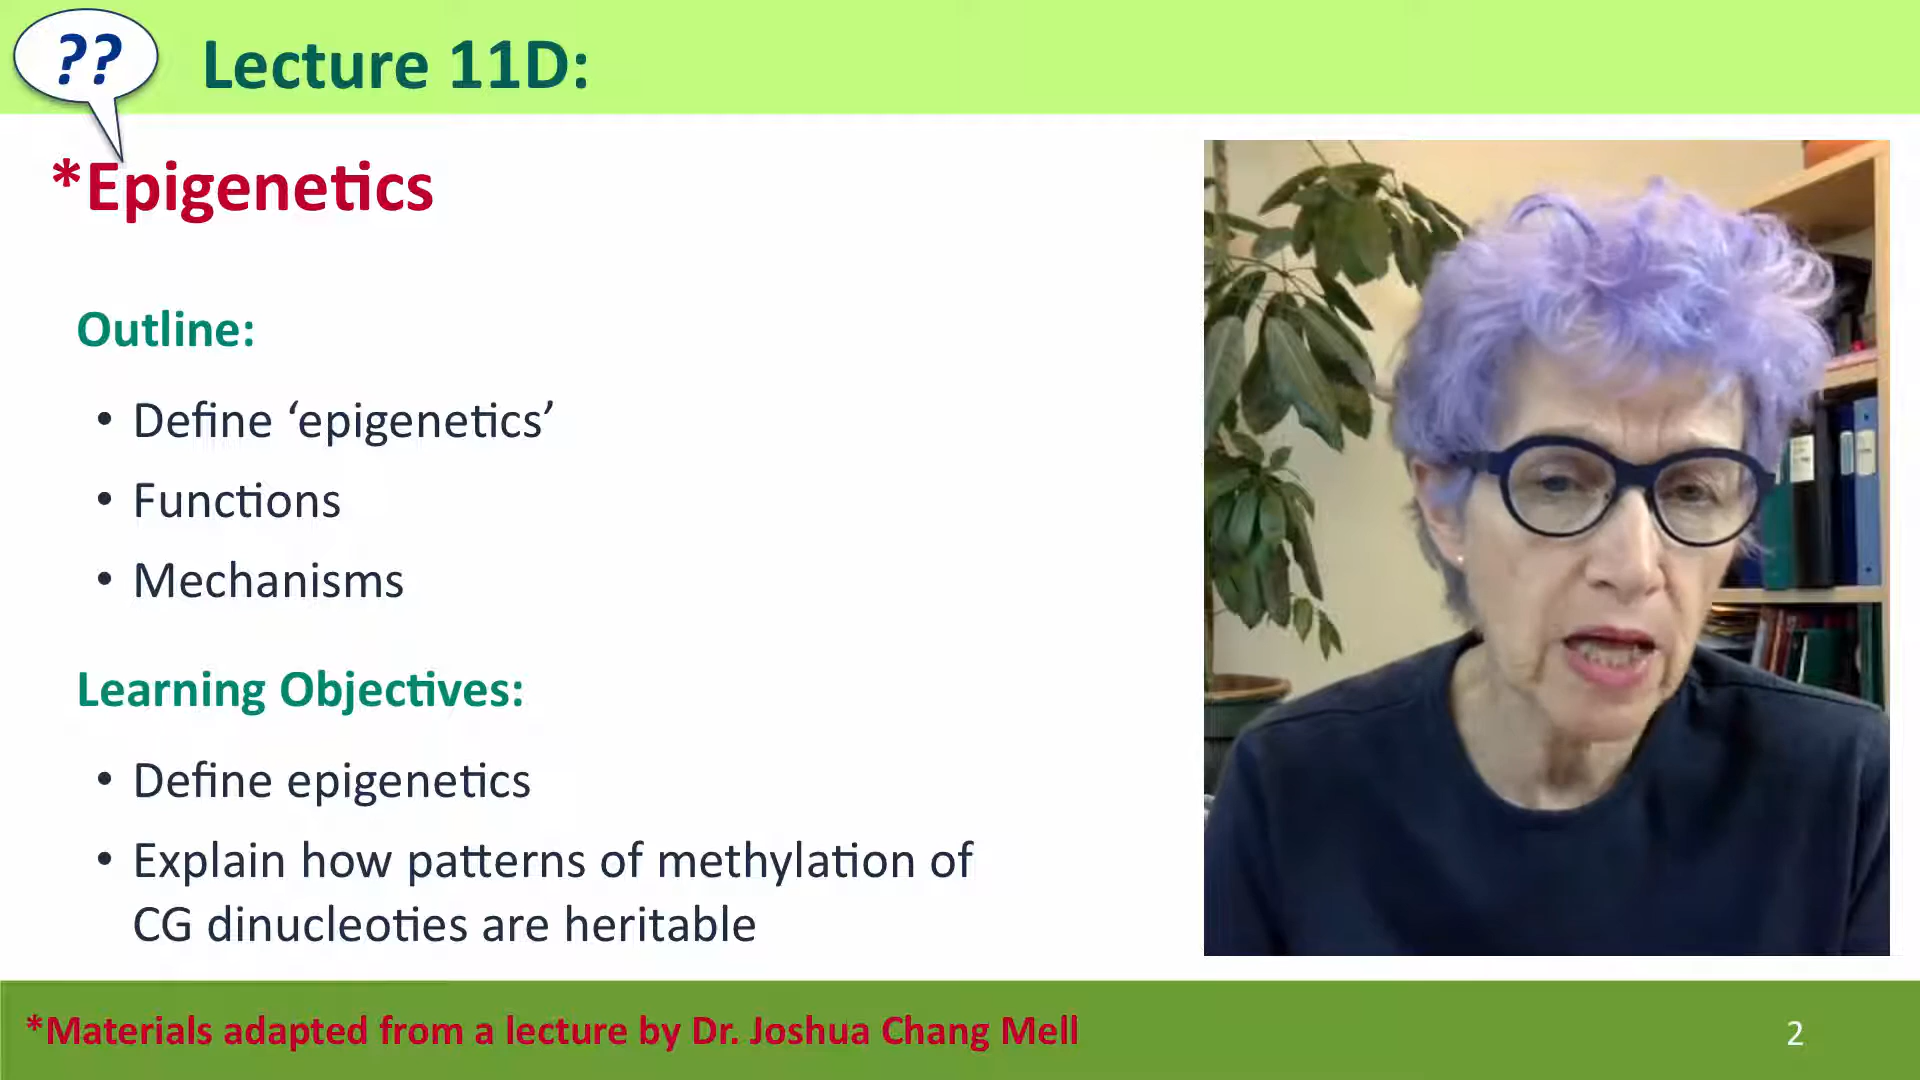 ??
Lecture 11D:
*Epigenetics
Outline:
• Define ‘epigenetics’
• Functions
• Mechanisms
Learning Objectives:
• Define epigenetics
• Explain how patterns of methylation of
CG dinucleoties are heritable
*Materials adapted from a lecture by Dr. Joshua Chang Mell
2